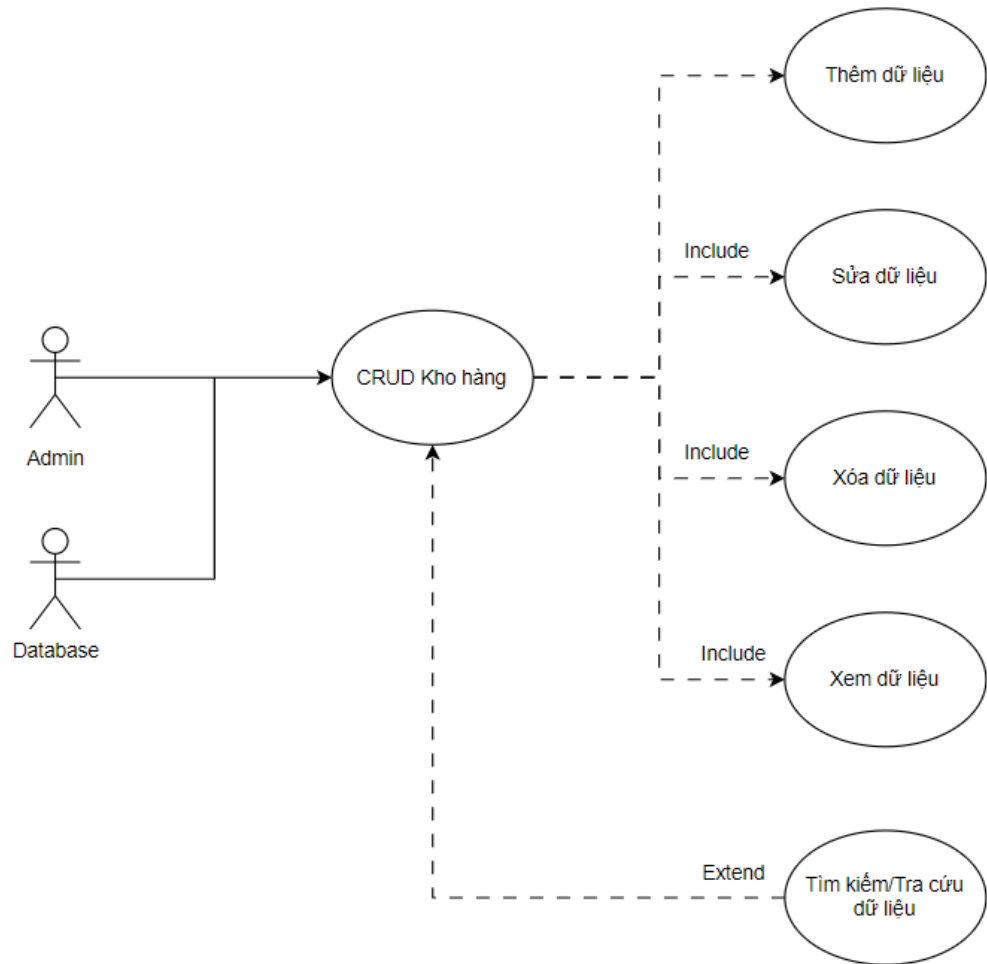 Thêm dữ liệu
Include
Sửa dữ liệu
CRUD Kho hàng
Admin
Include
Xóa dữ liệu
Database
Include
Xem dữ liệu
Extend
Tìm kiếm/Tra cứu
dữ liệu